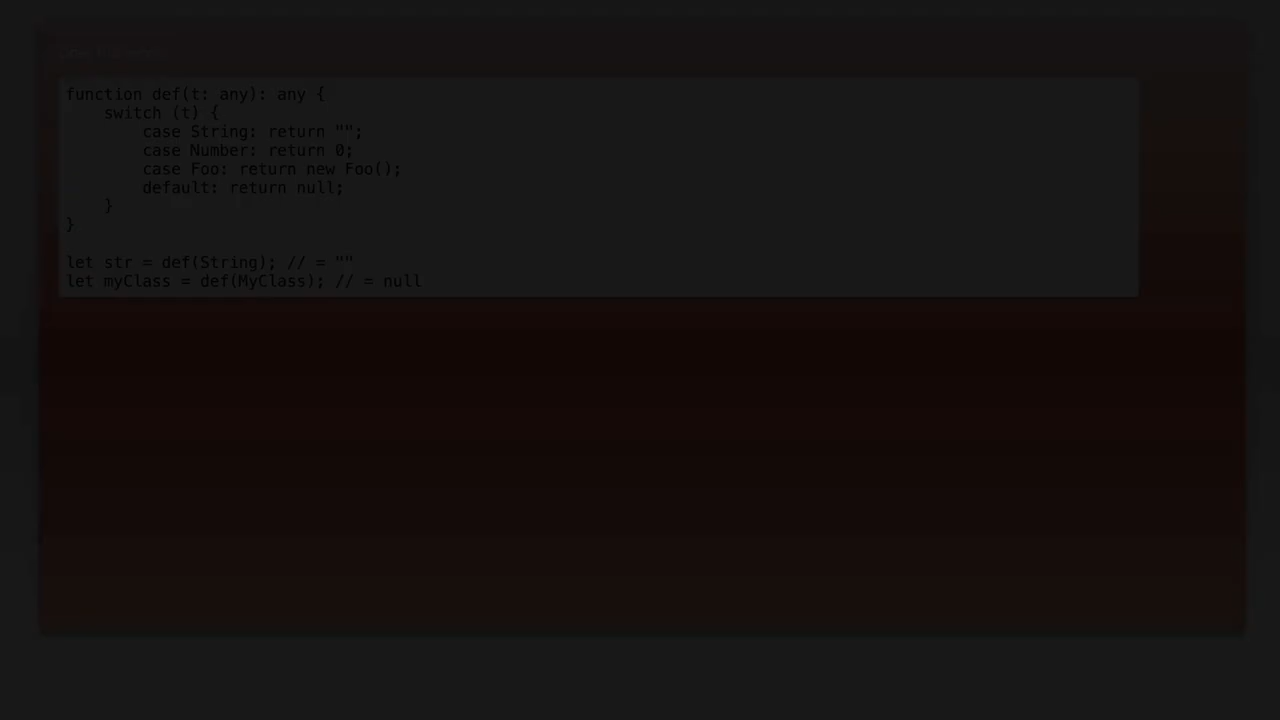 function def(t: any): any {
    switch (t) {
        case String: return "";
        case Number: return 0;
        case Foo: return new Foo();
        default: return null;
    }
}

let str = def(String); // = ""
let myClass = def(MyClass); // = null